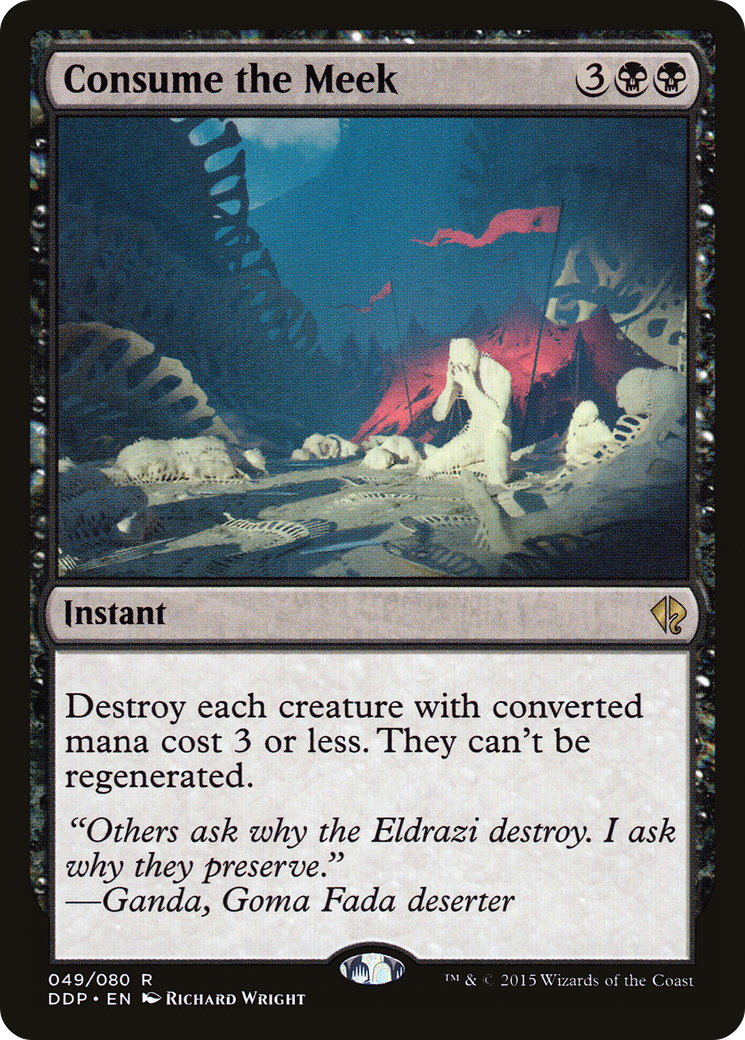 Consume the Meek 3
Instant
Destroy each creature with converted
mana cost 3 or less. They can't be
regenerated.
“Others ask why the Eldrazi destroy. I ask
why they preserve.”
—Ganda, Goma Fada deserter
049/080 R
DDP • EN Richard Wright
™ & © 2015 Wizards of the Coast